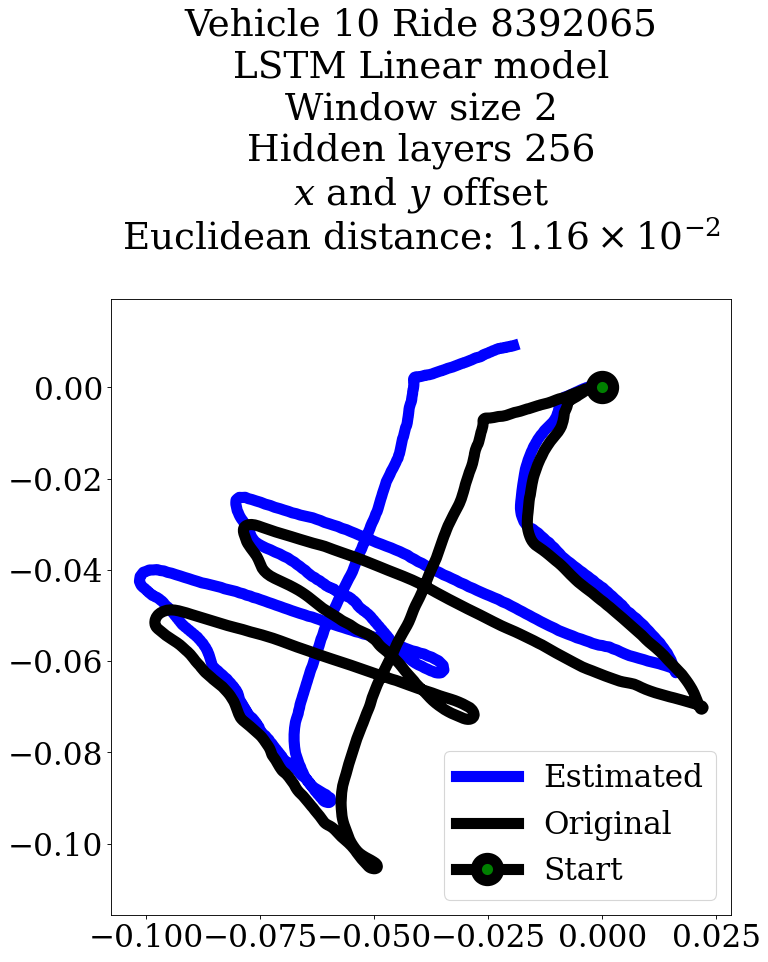 Vehicle 10 Ride 8392065
LSTM Linear model
Window size 2
Hidden layers 256
x and y offset
Euclidean distance: 1.16 × 10⁻²
0.00
−0.02
−0.04
−0.06
−0.08
−0.10
Estimated
Original
Start
−0.100 −0.075 −0.050 −0.025 0.000 0.025